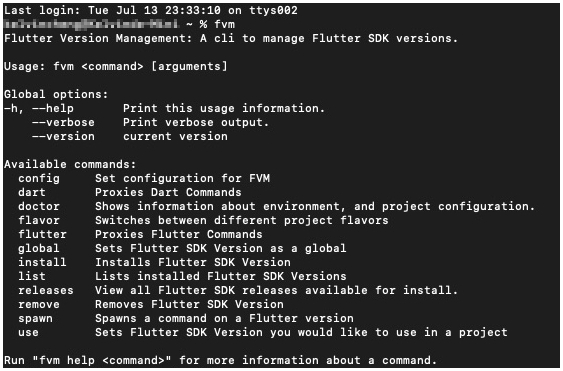 Last login: Tue Jul 13 23:33:10 on ttys002
~ % fvm
Flutter Version Management: A cli to manage Flutter SDK versions.
Usage: fvm <command> [arguments]
Global options:
-h, --help       Print this usage information.
    --verbose    Print verbose output.
    --version    current version
Available commands:
  config     Set configuration for FVM
  dart       Proxies Dart Commands
  doctor     Shows information about environment, and project configuration.
  flavor     Switches between different project flavors
  flutter    Proxies Flutter Commands
  global     Sets Flutter SDK Version as a global
  install    Installs Flutter SDK Version
  list       Lists installed Flutter SDK Versions
  releases   View all Flutter SDK releases available for install.
  remove     Removes Flutter SDK Version
  spawn      Spawns a command on a Flutter version
  use        Sets Flutter SDK Version you would like to use in a project
Run "fvm help <command>" for more information about a command.